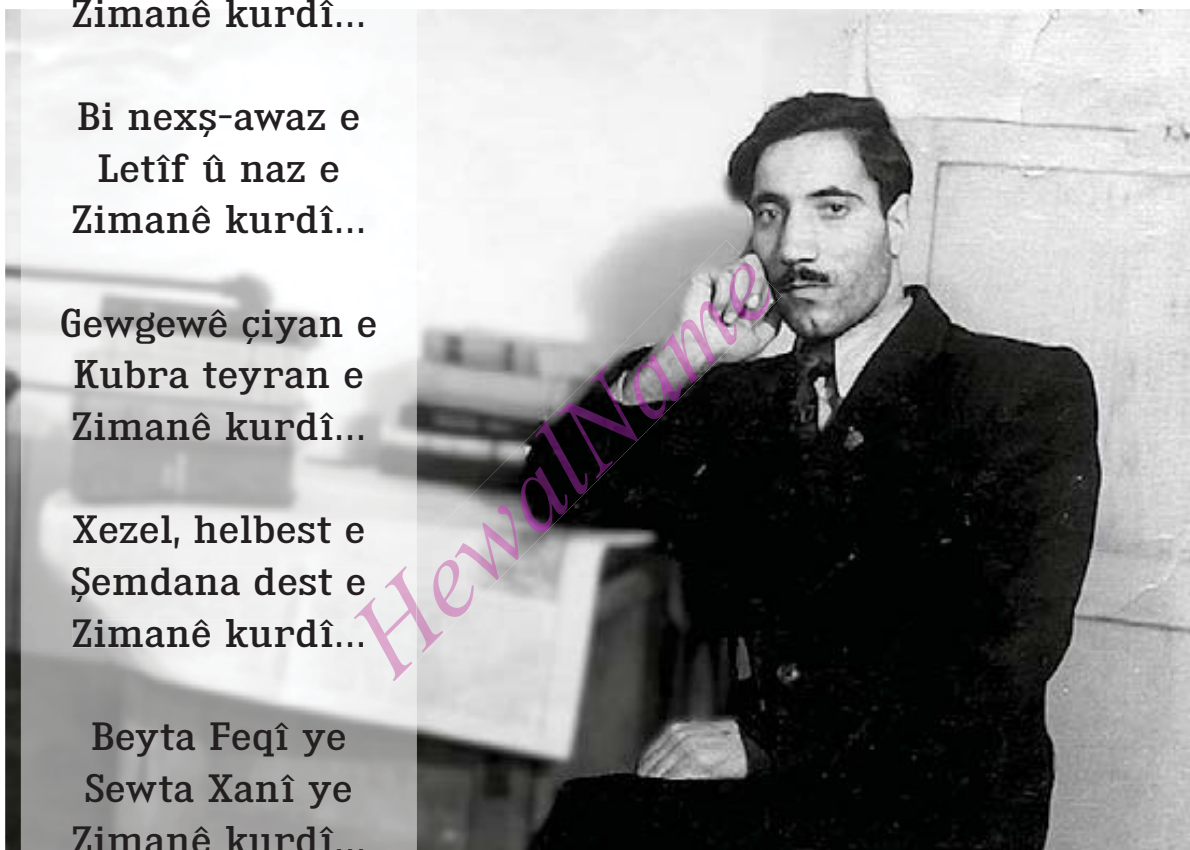 Zimanê kurdî...
Bi nexş-awaz e
Letîf û naz e
Zimanê kurdî...
Gewgewê çiyan e
Kubra teyran e
Zimanê kurdî...
Xezel, helbest e
Şemdana dest e
Zimanê kurdî...
Beyta Feqî ye
Sewta Xanî ye
Zimanê kurdî...
HewalName